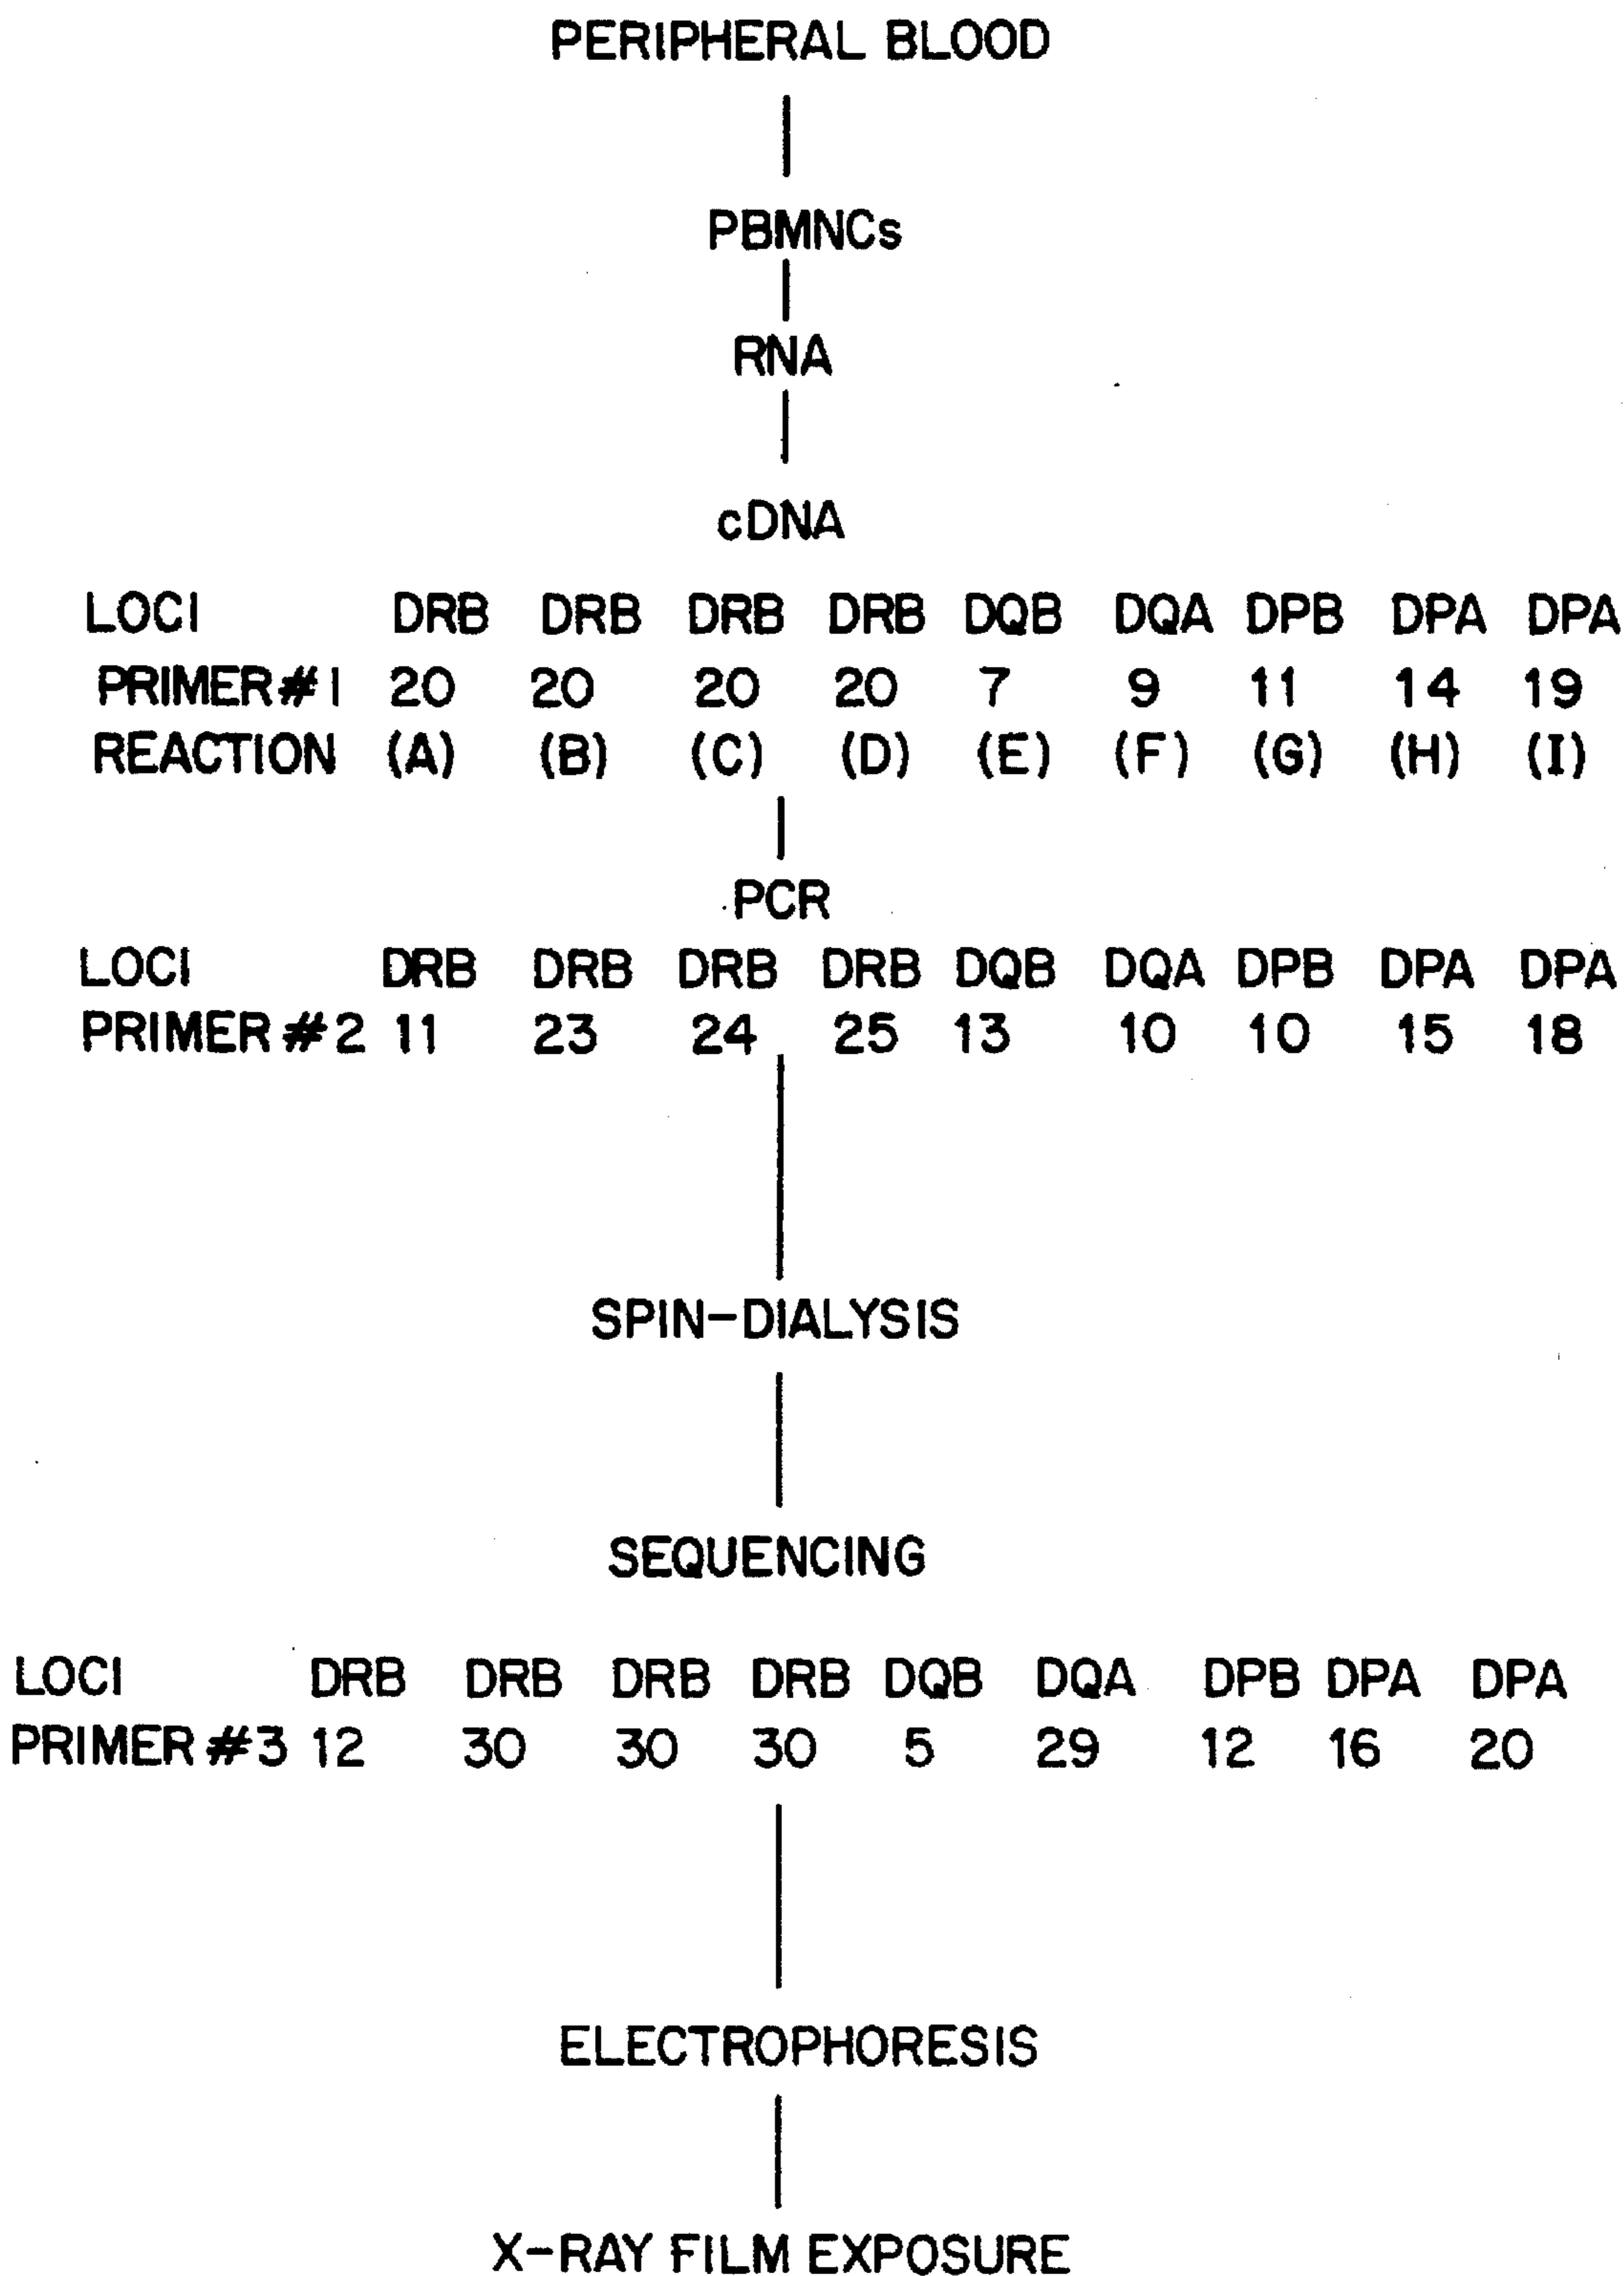 PERIPHERAL BLOOD
PBMNCs
RNA
cDNA
LOCI DRB DRB DRB DRB DQB DQA DPB DPA DPA
PRIMER #1 20 20 20 20 7 9 11 14 19
REACTION (A) (B) (C) (D) (E) (F) (G) (H) (I)
PCR
LOCI DRB DRB DRB DRB DQB DQA DPB DPA DPA
PRIMER #2 11 23 24 25 13 10 10 15 18
SPIN-DIALYSIS
SEQUENCING
LOCI DRB DRB DRB DRB DQB DQA DPB DPA DPA
PRIMER #3 12 30 30 30 5 29 12 16 20
ELECTROPHORESIS
X-RAY FILM EXPOSURE